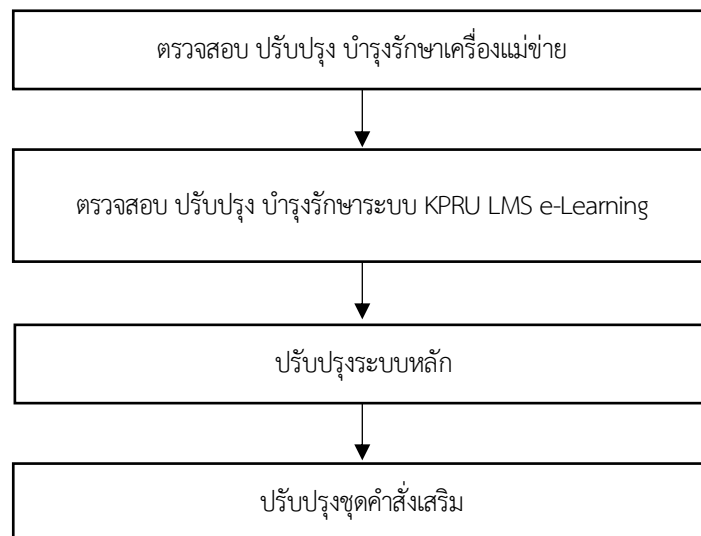 ตรวจสอบ ปรับปรุง บำรุงรักษาเครื่องแม่ข่าย
ตรวจสอบ ปรับปรุง บำรุงรักษาระบบ KPRU LMS e-Learning
ปรับปรุงระบบหลัก
ปรับปรุงชุดคำสั่งเสริม